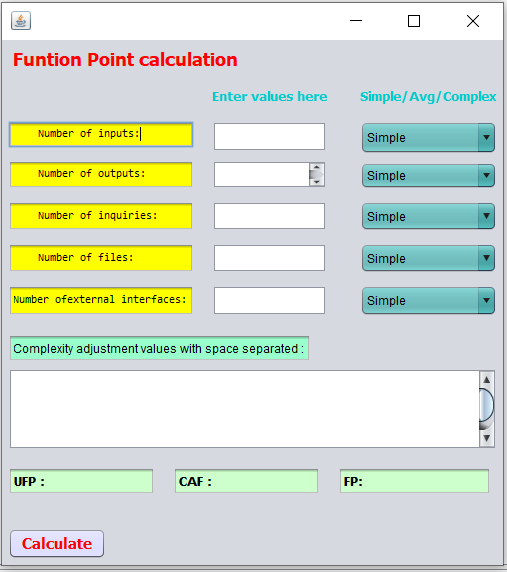 Funtion Point calculation
Enter values here Simple/Avg/Complex
Number of inputs: Simple
Number of outputs: Simple
Number of inquiries: Simple
Number of files: Simple
Number ofexternal interfaces: Simple
Complexity adjustment values with space separated :
UFP : CAF : FP:
Calculate